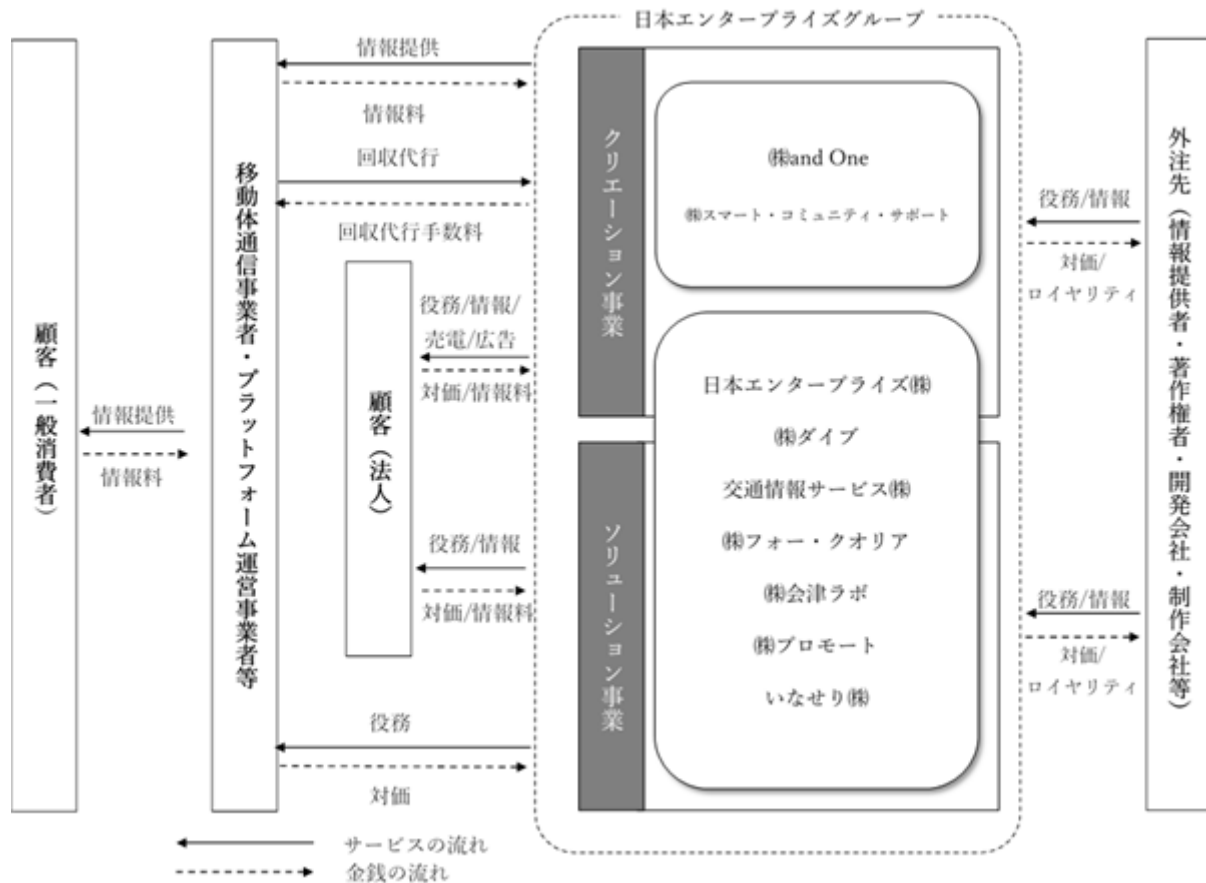 日本エンタープライズグループ
顧客（一般消費者）
情報提供
情報料
移動体通信事業者・プラットフォーム運営事業者等
情報提供
情報料
回収代行
回収代行手数料
顧客（法人）
役務/情報/
売電/広告
対価/情報料
役務/情報
対価/情報料
役務
対価
クリエーション事業
㈱and One
㈱スマート・コミュニティ・サポート
ソリューション事業
日本エンタープライズ㈱
㈱ダイブ
交通情報サービス㈱
㈱フォー・クオリア
㈱会津ラボ
㈱プロモート
いなせり㈱
役務/情報
対価/
ロイヤリティ
役務/情報
対価/
ロイヤリティ
外注先（情報提供者・著作権者・開発会社・制作会社等）
サービスの流れ
金銭の流れ